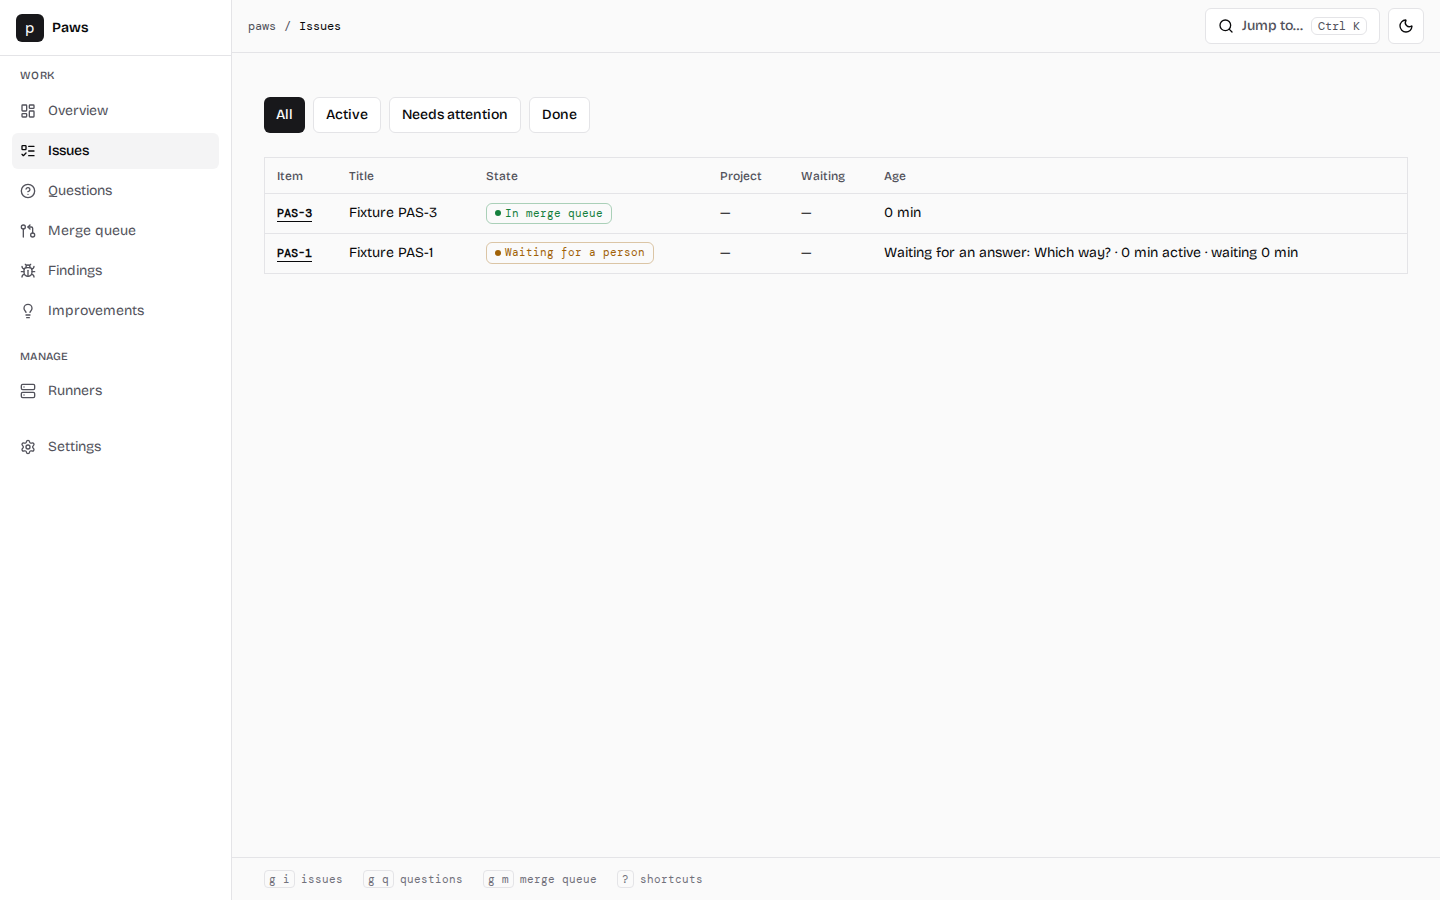 p Paws
paws / Issues
Jump to... Ctrl K
WORK
Overview
Issues
Questions
Merge queue
Findings
Improvements
MANAGE
Runners
Settings
All Active Needs attention Done
Item Title State Project Waiting Age
PAS-3 Fixture PAS-3 In merge queue — — 0 min
PAS-1 Fixture PAS-1 Waiting for a person — — Waiting for an answer: Which way? · 0 min active · waiting 0 min
g i issues g q questions g m merge queue ? shortcuts